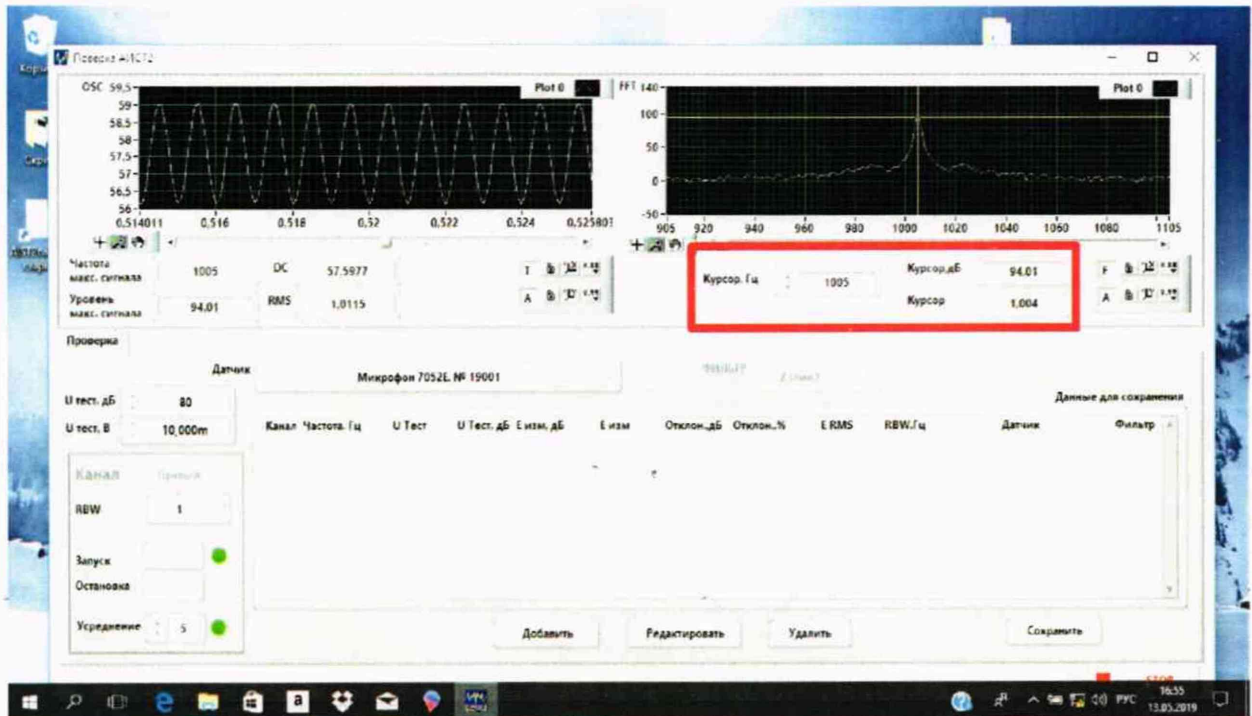 Поверка АИСТ2
OSC 59,5
59
58,5
58
57,5
57
56,5
56
Plot 0
0,514011 0,516 0,518 0,52 0,522 0,524 0,525803
FFT 140
100
50
0
-50
Plot 0
905 920 940 960 980 1000 1020 1040 1060 1080 1105
Частота
макс. сигнала
1005
DC 57.5977
Уровень
макс. сигнала
94.01
RMS 1,0115
Курсор, Гц 1005
Курсор,дБ 94.01
Курсор 1,004
F
A
A
Проверка
Датчик Микрофон 7052E. № 19001
ФИЛЬТР
Данные для сохранения
U тест. дБ 80
U тест, В 10,000m
Канал Частота. Гц U Тест U Тест. дБ Е изм, дБ Е изм Отклон.,дБ Отклон.,% E RMS RBW,Гц Датчик Фильтр
Канал Прямой
RBW 1
Запуск
Остановка
Усреднение 5
Добавить Редактировать Удалить Сохранить
STOP
a
РУС 16:55
13.05.2019